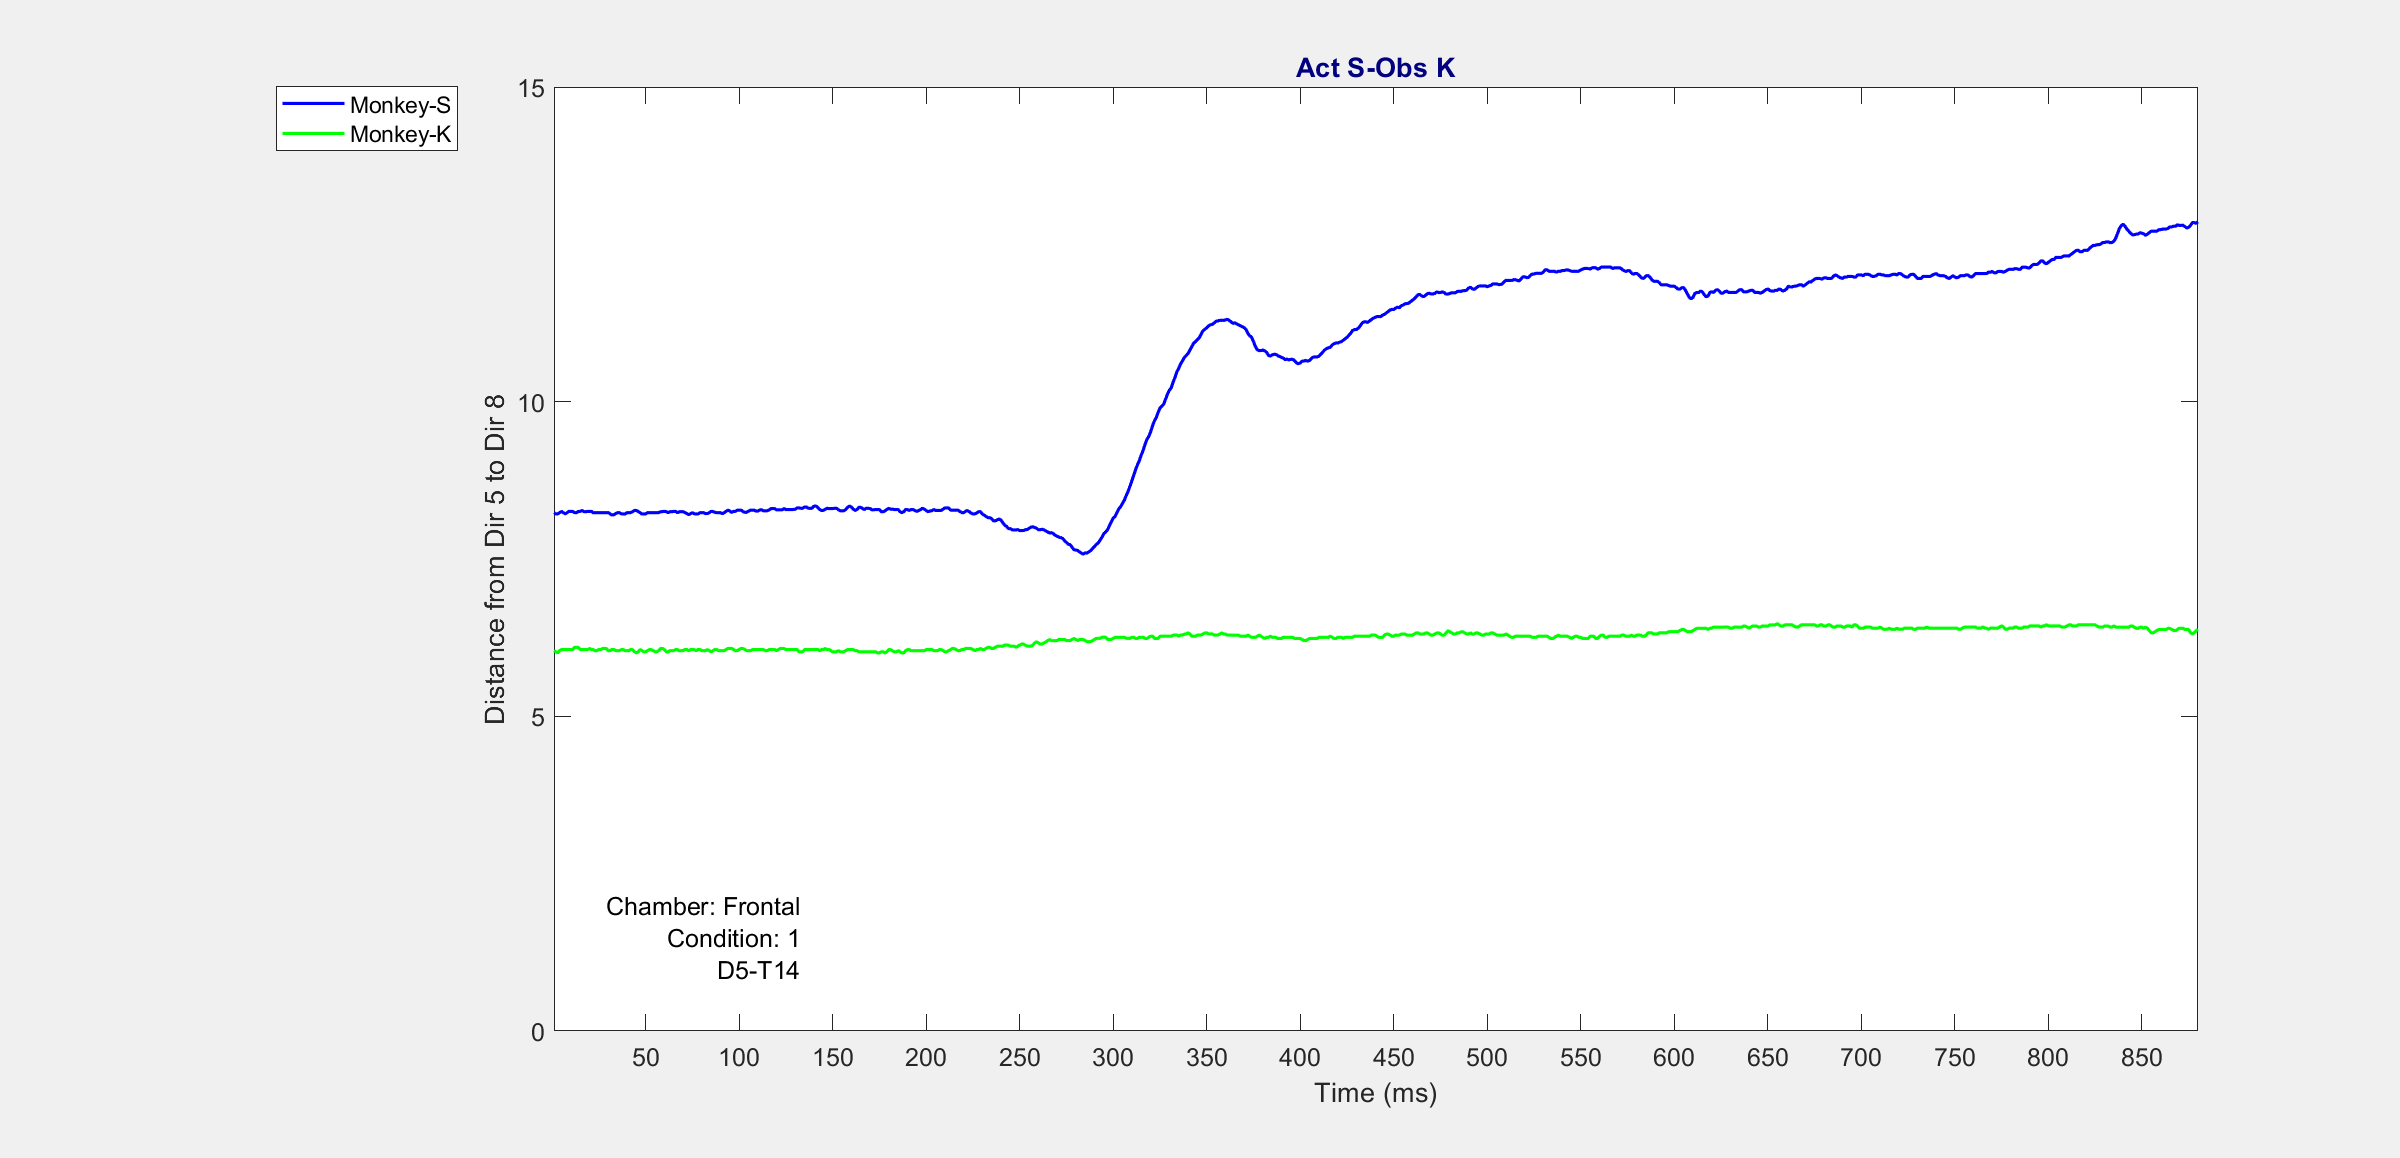 Act S-Obs K
Monkey-S
Monkey-K
Distance from Dir 5 to Dir 8
15
10
5
0
Chamber: Frontal
Condition: 1
D5-T14
50 100 150 200 250 300 350 400 450 500 550 600 650 700 750 800 850
Time (ms)